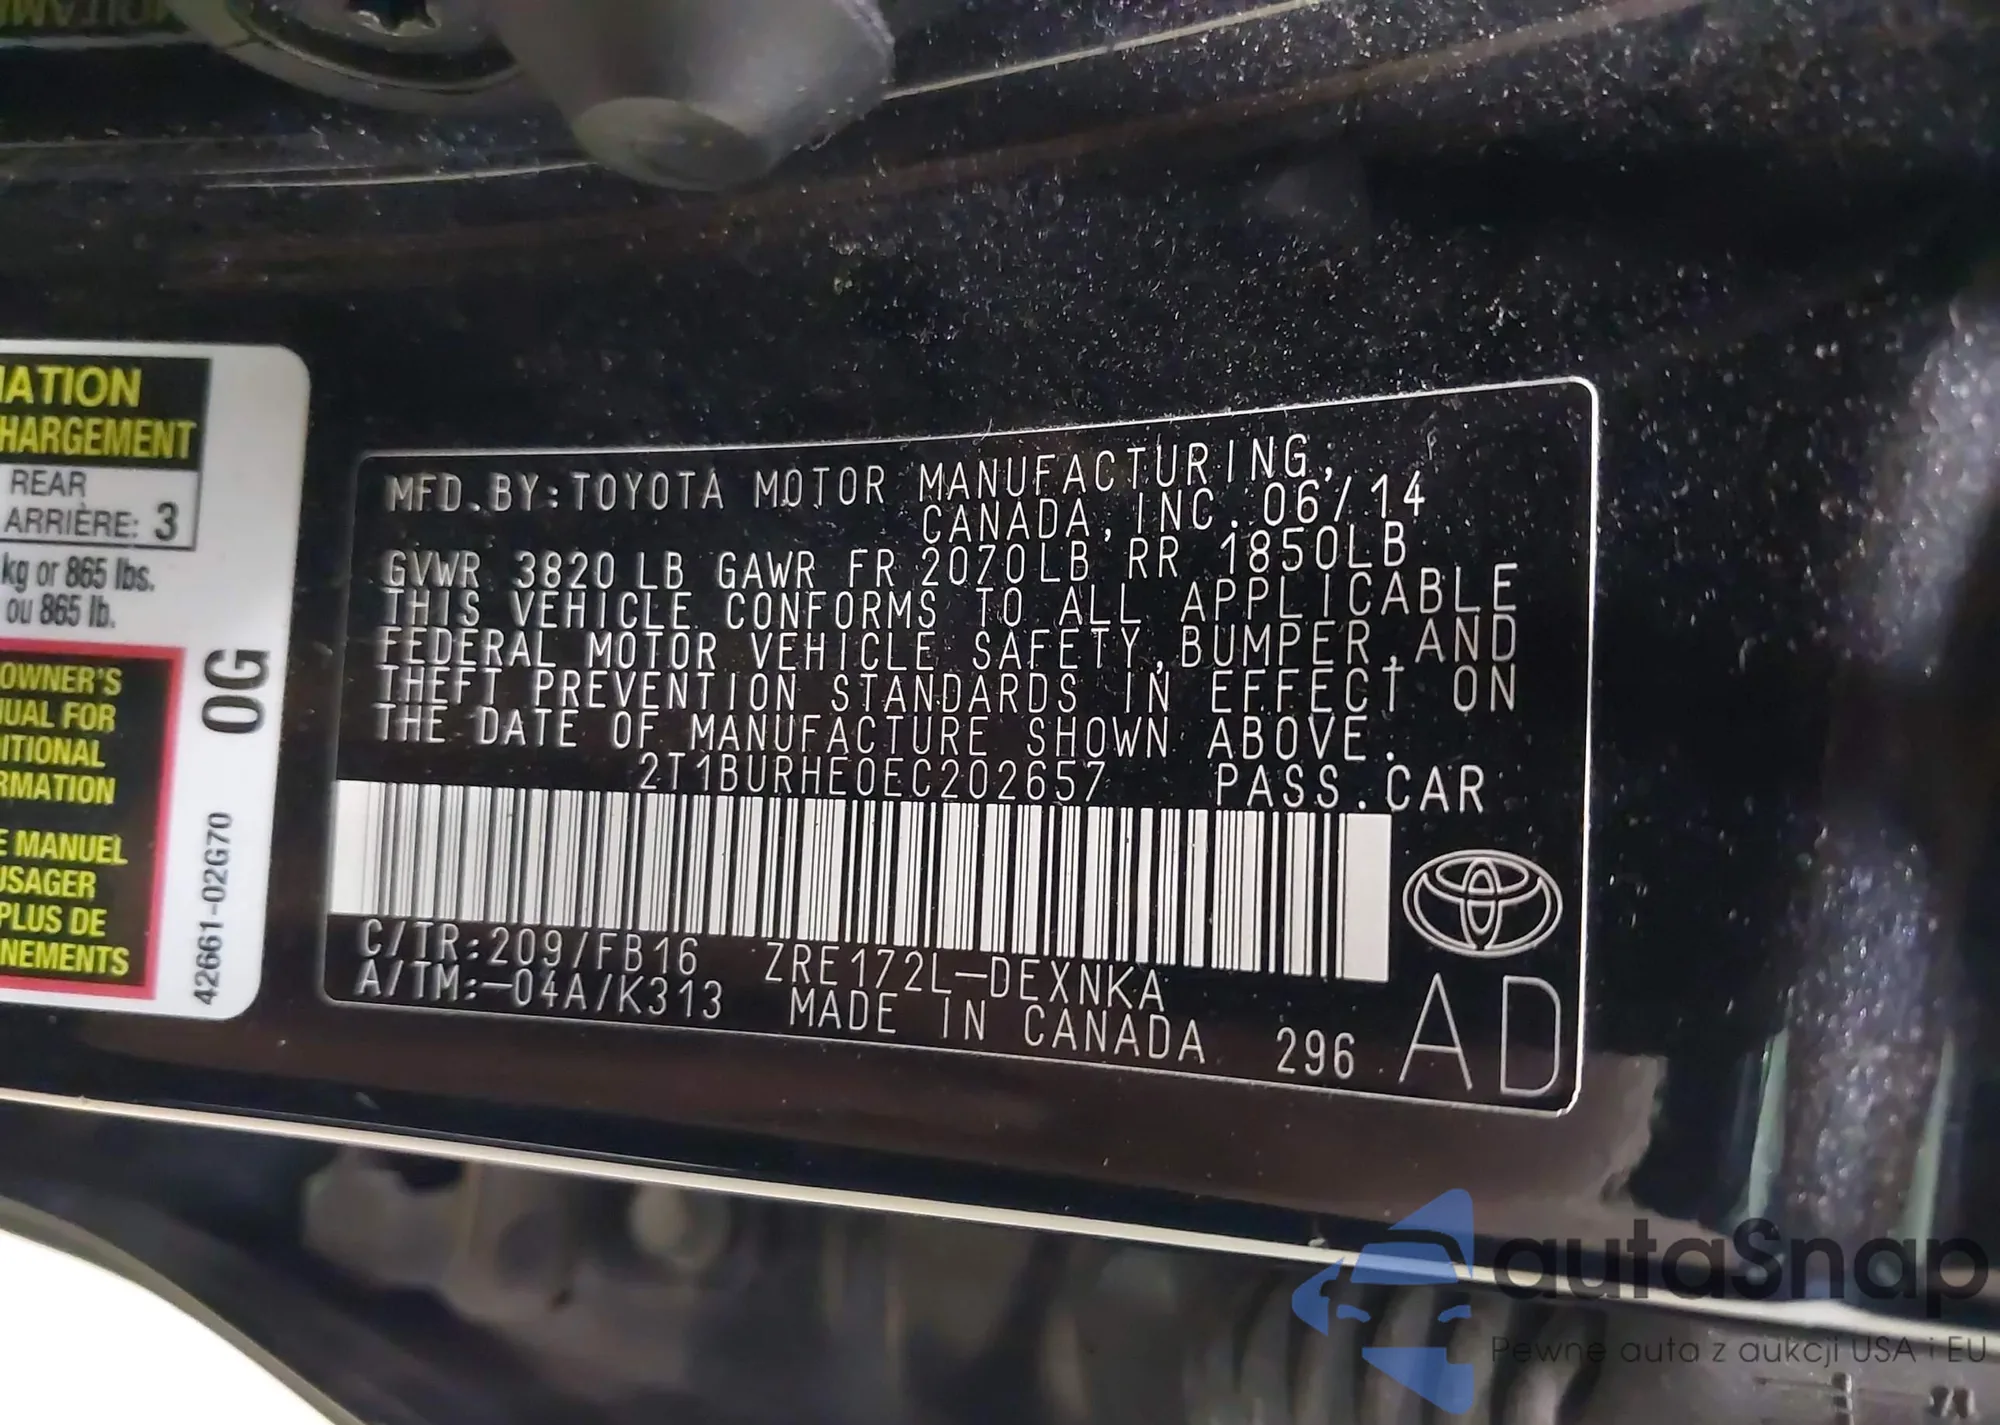 MATION
HARGEMENT
REAR
ARRIÈRE: 3
kg or 865 lbs.
ou 865 lb.
OWNER'S
UAL FOR
ITIONAL
RMATION
E MANUEL
USAGER
PLUS DE
NEMENTS
0G
42661-02G70
MFD.BY:TOYOTA MOTOR MANUFACTURING,
CANADA,INC. 06/14
GVWR 3820LB GAWR FR 2070LB RR 1850LB
THIS VEHICLE CONFORMS TO ALL APPLICABLE
FEDERAL MOTOR VEHICLE SAFETY,BUMPER,AND
THEFT PREVENTION STANDARDS IN EFFECT ON
THE DATE OF MANUFACTURE SHOWN ABOVE.
2T1BURHE0EC202657 PASS.CAR
C/TR:209/FB16 ZRE172L-DEXNKA
A/TM:-04A/K313 MADE IN CANADA 296 AD
autaSnap
Pewne auta z aukcji USA i EU